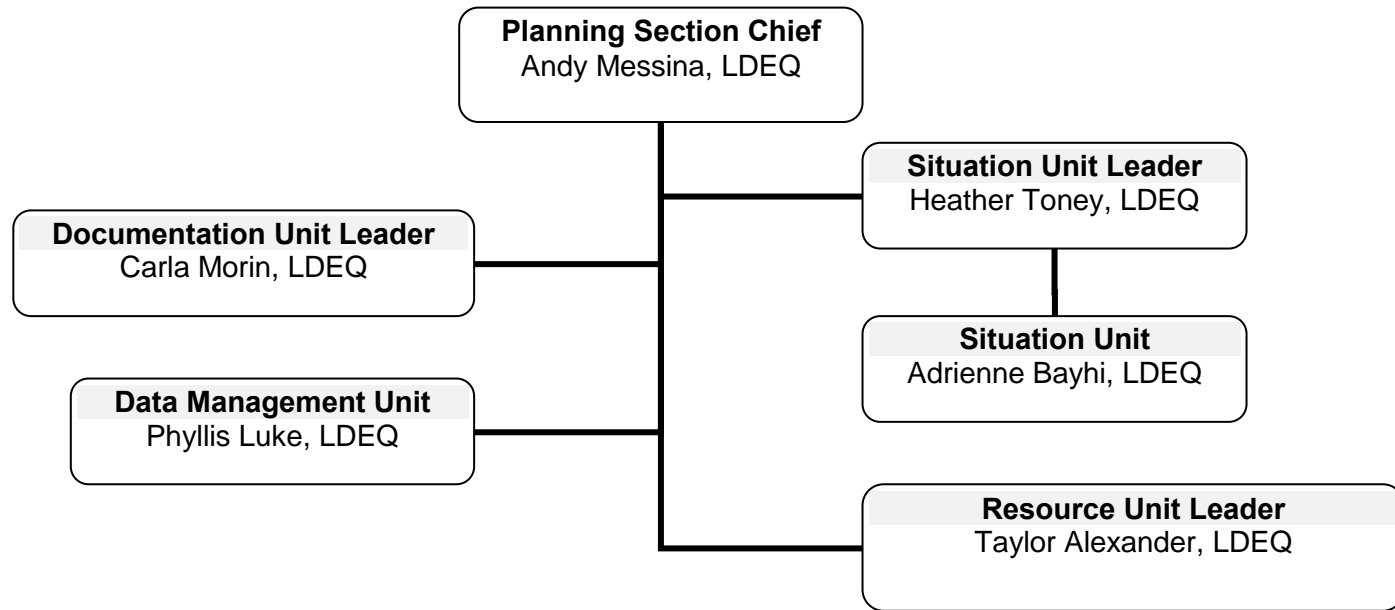 Planning Section Chief
Andy Messina, LDEQ
Situation Unit Leader
Heather Toney, LDEQ
Documentation Unit Leader
Carla Morin, LDEQ
Situation Unit
Adrienne Bayhi, LDEQ
Data Management Unit
Phyllis Luke, LDEQ
Resource Unit Leader
Taylor Alexander, LDEQ